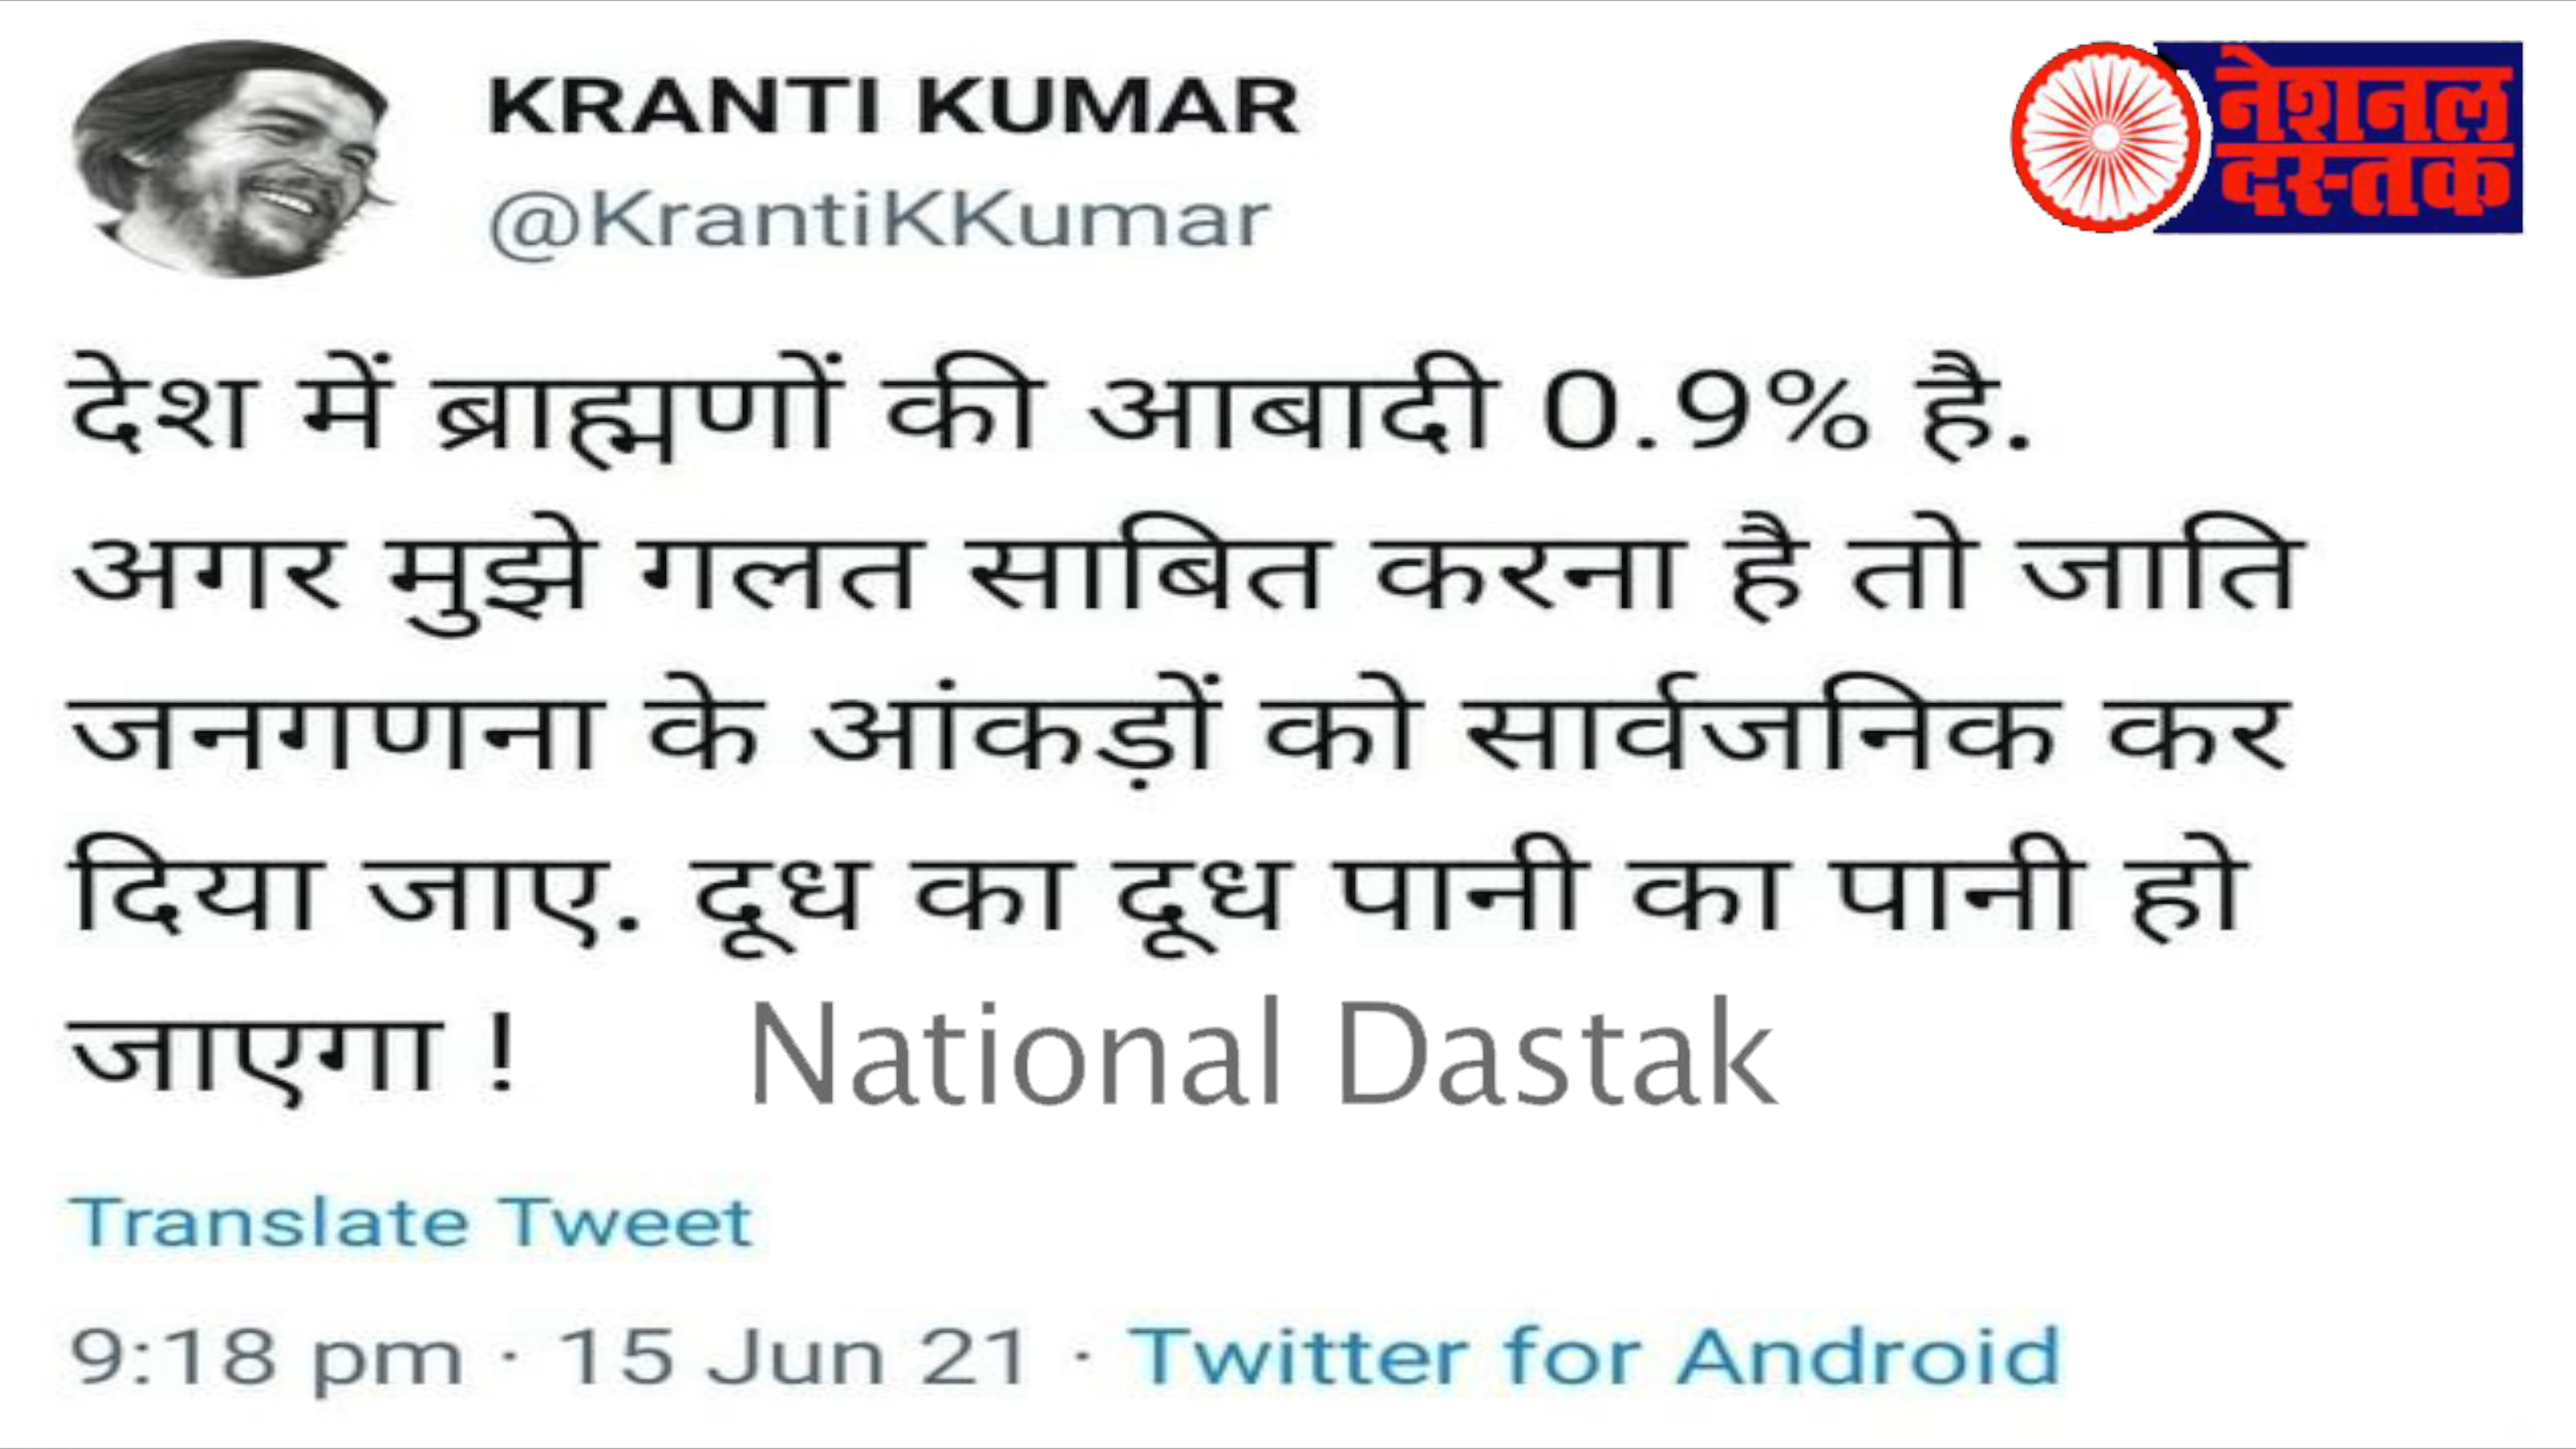 KRANTI KUMAR
@KrantiKKumar
नेशनल
दस्तक
देश में ब्राह्मणों की आबादी 0.9% है.
अगर मुझे गलत साबित करना है तो जाति
जनगणना के आंकड़ों को सार्वजनिक कर
दिया जाए. दूध का दूध पानी का पानी हो
जाएगा !
National Dastak
Translate Tweet
9:18 pm · 15 Jun 21 · Twitter for Android